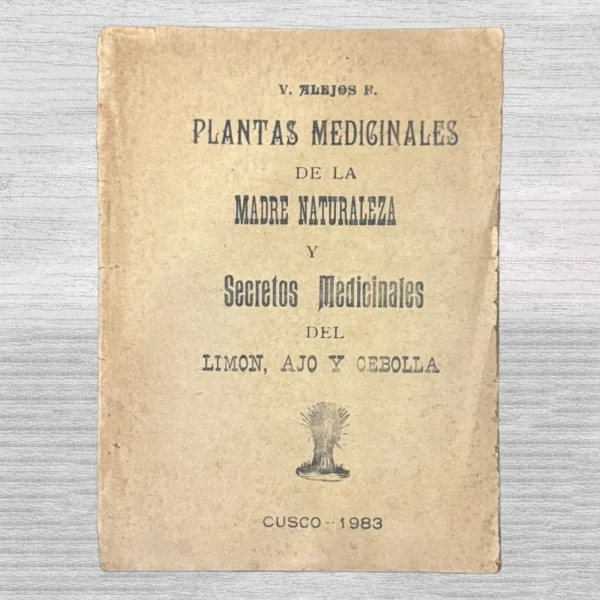 V. ALEJOS F.
PLANTAS MEDICINALES
DE LA
MADRE NATURALEZA
Y
Secretos Medicinales
DEL
LIMON, AJO Y CEBOLLA
CUSCO--1983